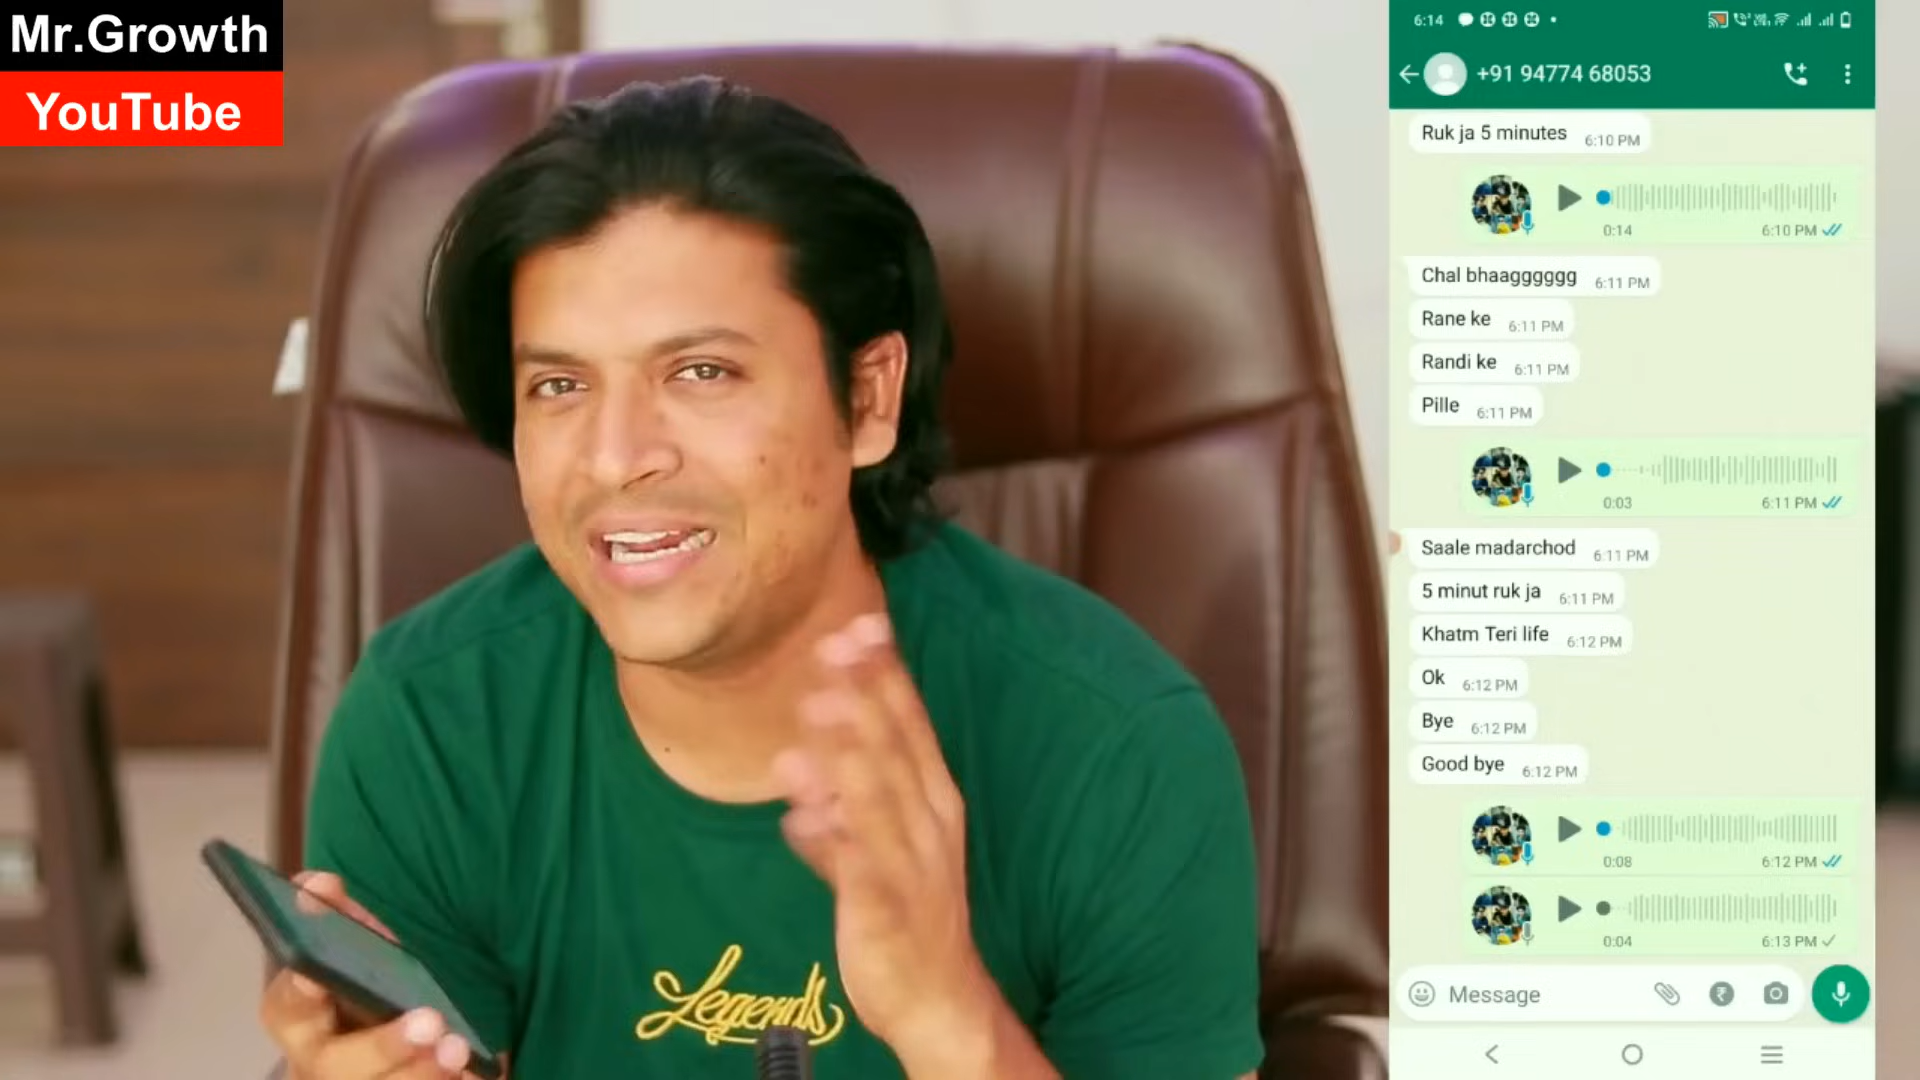 Mr.Growth
YouTube
Legends
6:14
+91 94774 68053
Ruk ja 5 minutes 6:10 PM
0:14 6:10 PM
Chal bhaagggggg 6:11 PM
Rane ke 6:11 PM
Randi ke 6:11 PM
Pille 6:11 PM
0:03 6:11 PM
Saale madarchod 6:11 PM
5 minut ruk ja 6:11 PM
Khatm Teri life 6:12 PM
Ok 6:12 PM
Bye 6:12 PM
Good bye 6:12 PM
0:08 6:12 PM
0:04 6:13 PM
Message